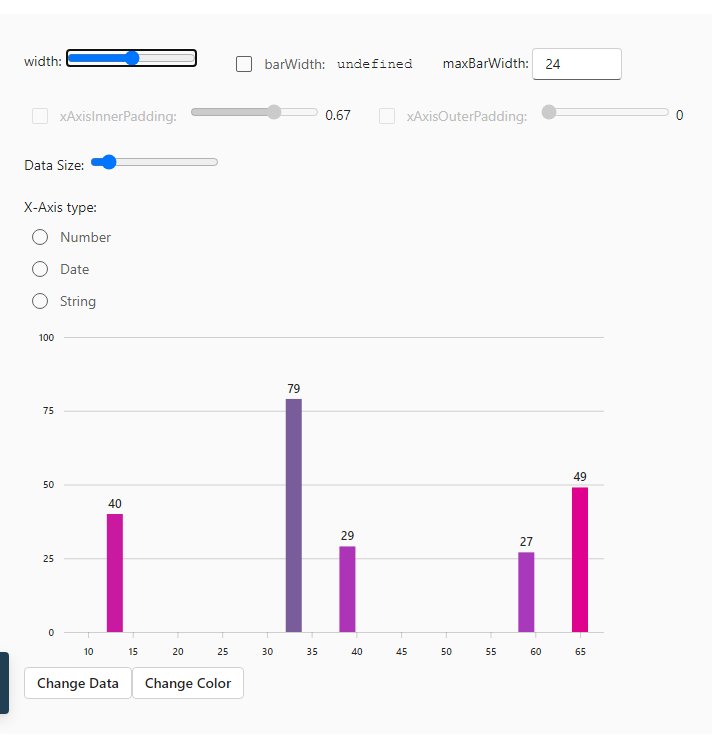 width: barWidth: undefined maxBarWidth: 24
xAxisInnerPadding: 0.67 xAxisOuterPadding: 0
Data Size:
X-Axis type:
Number
Date
String
100
79
75
50
49
40
29
27
25
0
10 15 20 25 30 35 40 45 50 55 60 65
Change Data Change Color